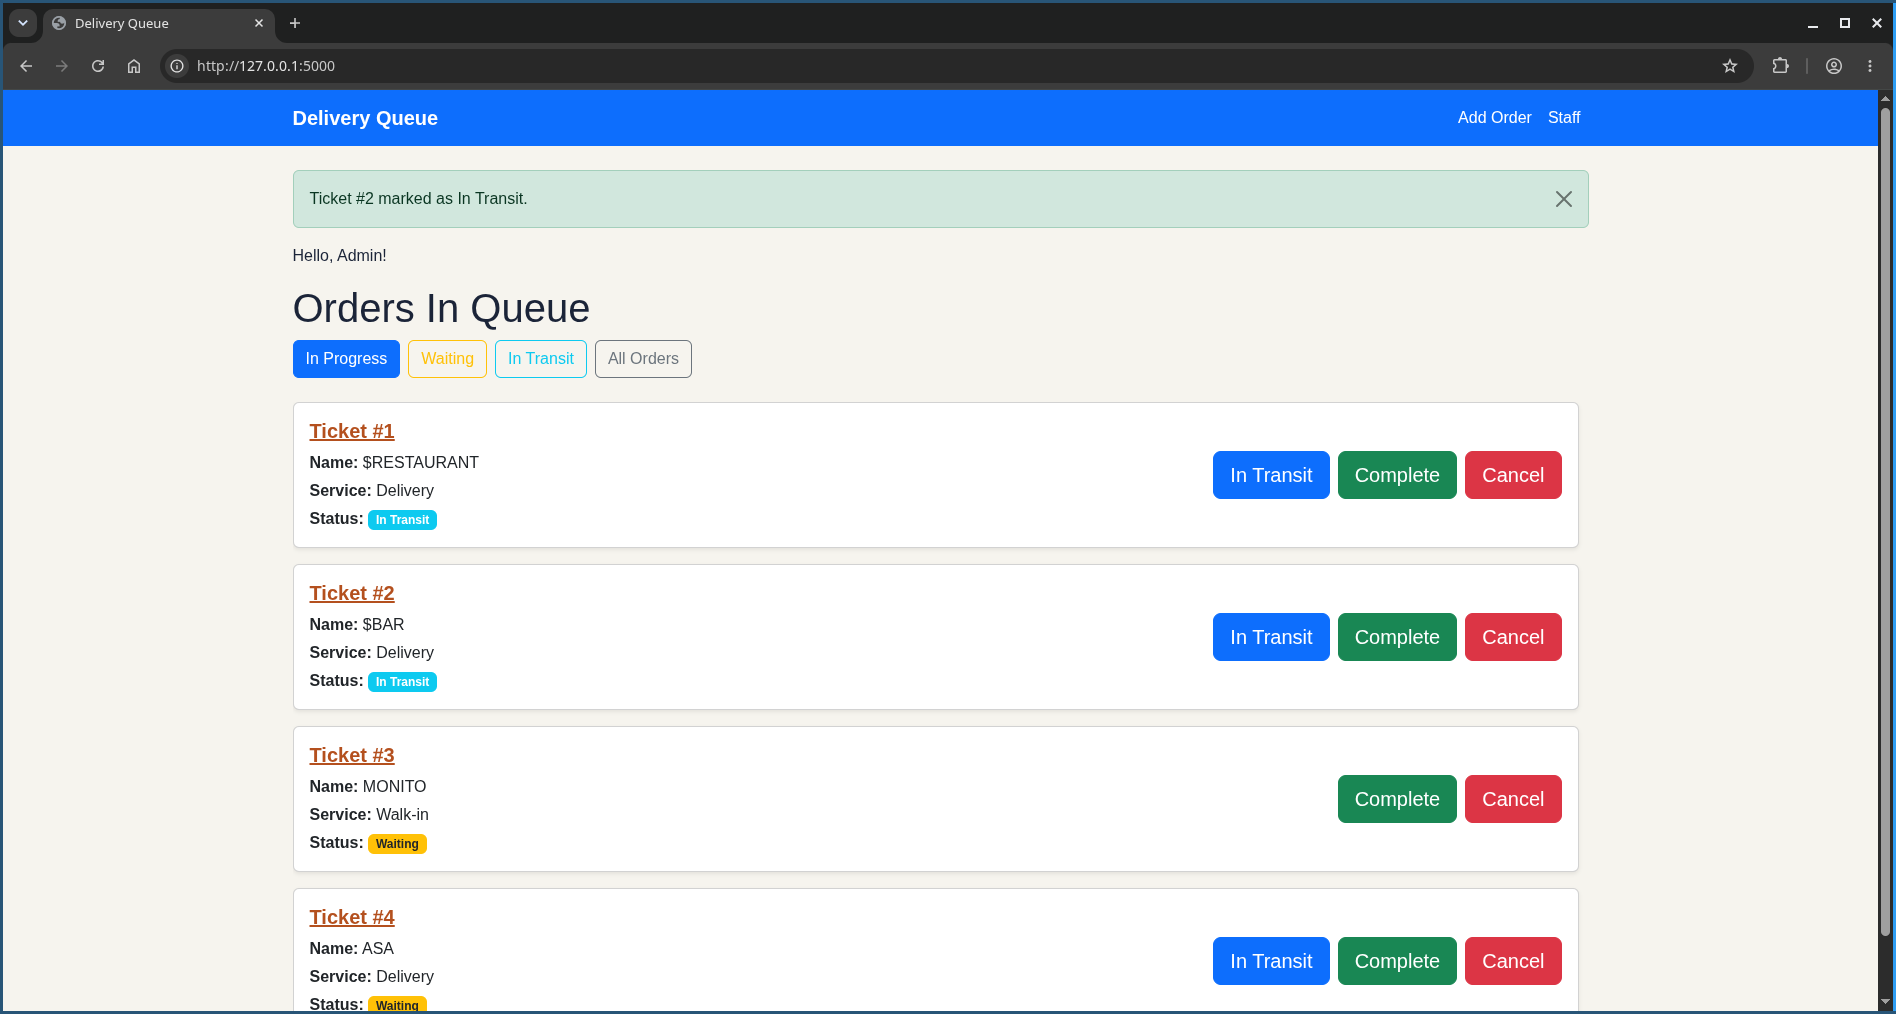 Delivery Queue
http://127.0.0.1:5000
Delivery Queue Add Order Staff
Ticket #2 marked as In Transit.
Hello, Admin!
Orders In Queue
In Progress Waiting In Transit All Orders
Ticket #1
Name: $RESTAURANT
Service: Delivery
Status: In Transit
In Transit Complete Cancel
Ticket #2
Name: $BAR
Service: Delivery
Status: In Transit
In Transit Complete Cancel
Ticket #3
Name: MONITO
Service: Walk-in
Status: Waiting
Complete Cancel
Ticket #4
Name: ASA
Service: Delivery
Status: Waiting
In Transit Complete Cancel